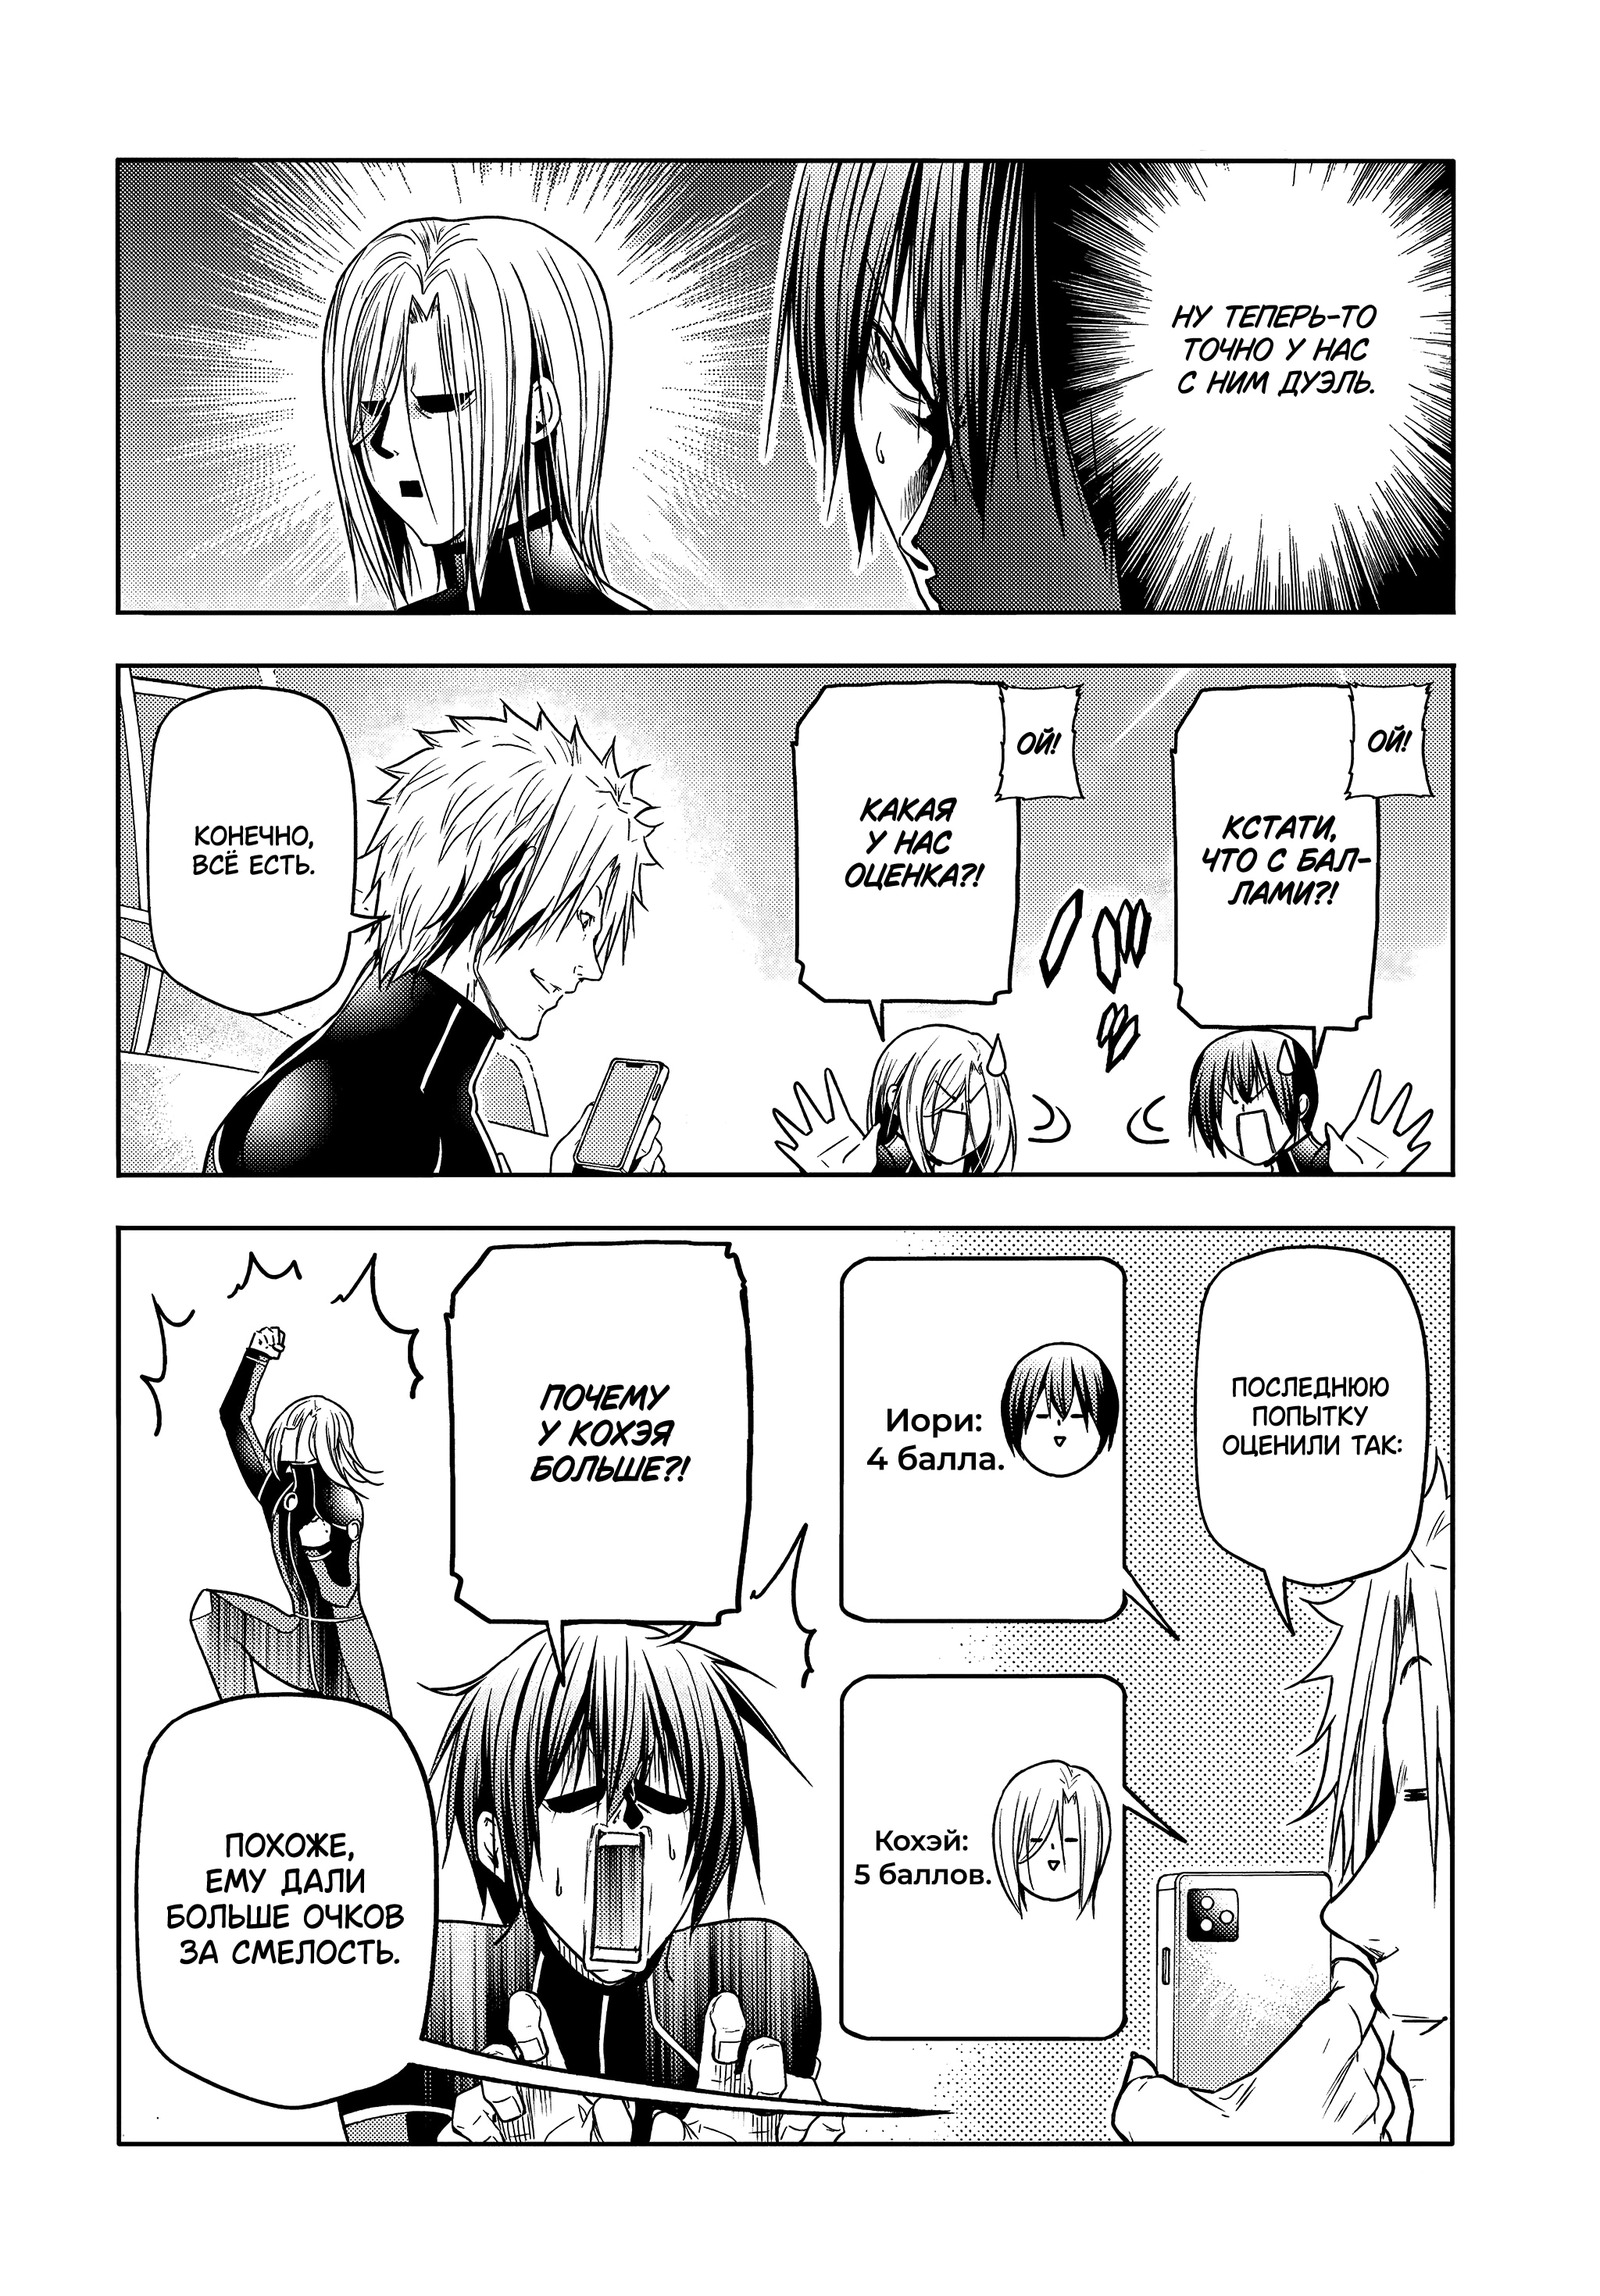 НУ ТЕПЕРЬ-ТО
ТОЧНО У НАС
С НИМ ДУЭЛЬ.
ОЙ!
КСТАТИ,
ЧТО С БАЛ-
ЛАМИ?!
ОЙ!
КАКАЯ
У НАС
ОЦЕНКА?!
КОНЕЧНО,
ВСЁ ЕСТЬ.
ПОСЛЕДНЮЮ
ПОПЫТКУ
ОЦЕНИЛИ ТАК:
Иори:
4 балла.
Кохэй:
5 баллов.
ПОЧЕМУ
У КОХЭЯ
БОЛЬШЕ?!
ПОХОЖЕ,
ЕМУ ДАЛИ
БОЛЬШЕ ОЧКОВ
ЗА СМЕЛОСТЬ.